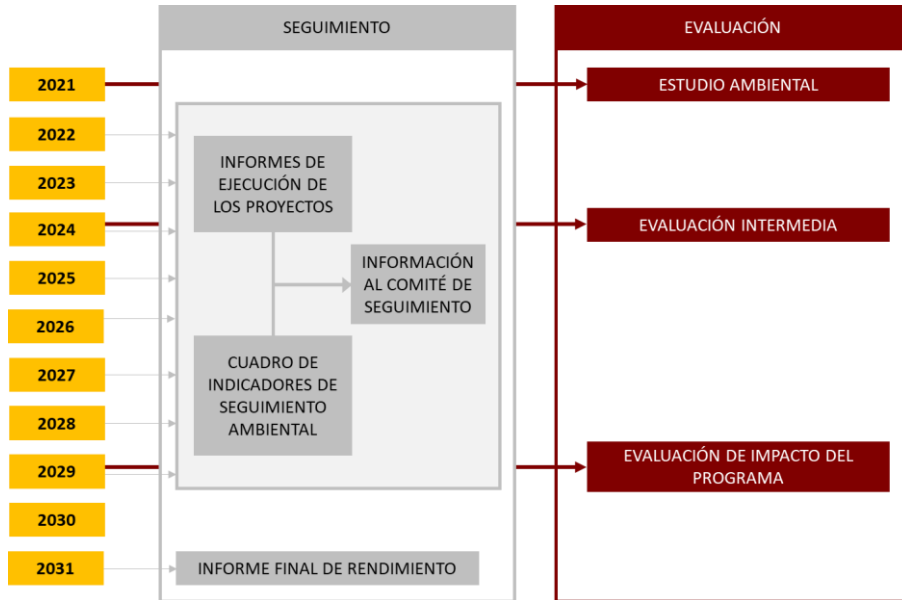 SEGUIMIENTO
EVALUACIÓN
2021
ESTUDIO AMBIENTAL
2022
2023
INFORMES DE
EJECUCIÓN DE
LOS PROYECTOS
2024
EVALUACIÓN INTERMEDIA
2025
INFORMACIÓN
AL COMITÉ DE
SEGUIMIENTO
2026
2027
CUADRO DE
INDICADORES DE
SEGUIMIENTO
AMBIENTAL
2028
2029
EVALUACIÓN DE IMPACTO DEL
PROGRAMA
2030
2031
INFORME FINAL DE RENDIMIENTO